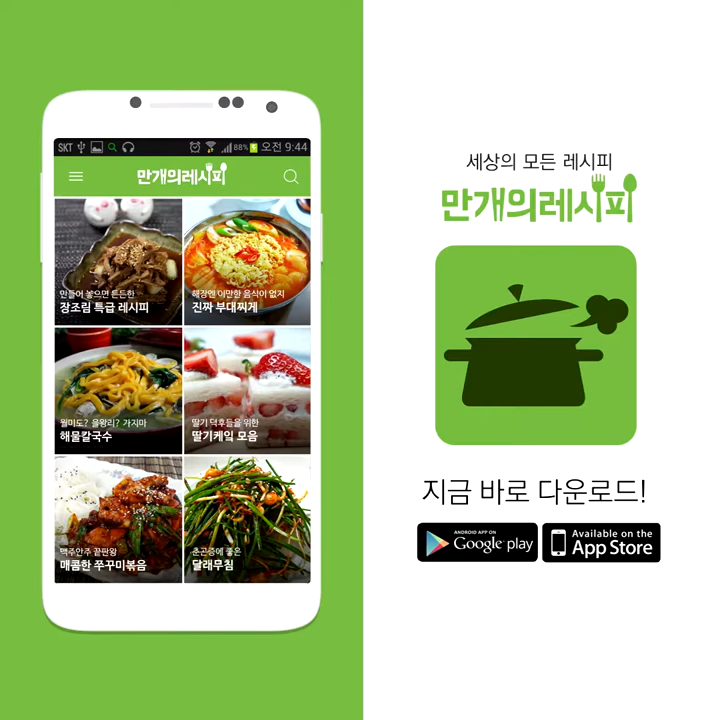 SKT 88% 오전 9:44
만개의레시피
만들어 놓으면 든든한
장조림 특급 레시피
해장엔 이만한 음식이 없지
진짜 부대찌게
월미도? 을왕리? 가지마
해물칼국수
딸기 덕후들을 위한
딸기케잌 모음
맥주안주 끝판왕
매콤한 쭈꾸미볶음
춘곤증에 좋은
달래무침
세상의 모든 레시피
만개의레시피
지금 바로 다운로드!
ANDROID APP ON
Google play
Available on the
App Store